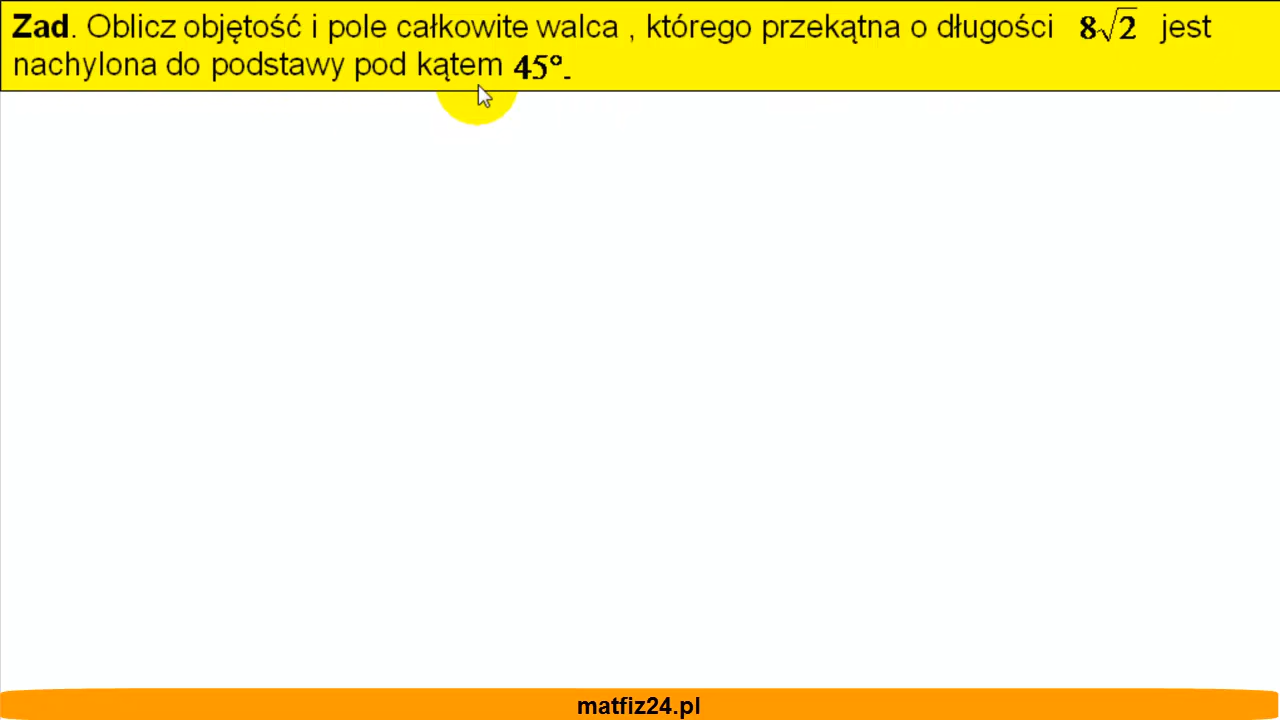 Zad. Oblicz objętość i pole całkowite walca , którego przekątna o długości 8√2 jest
nachylona do podstawy pod kątem 45°.
matfiz24.pl